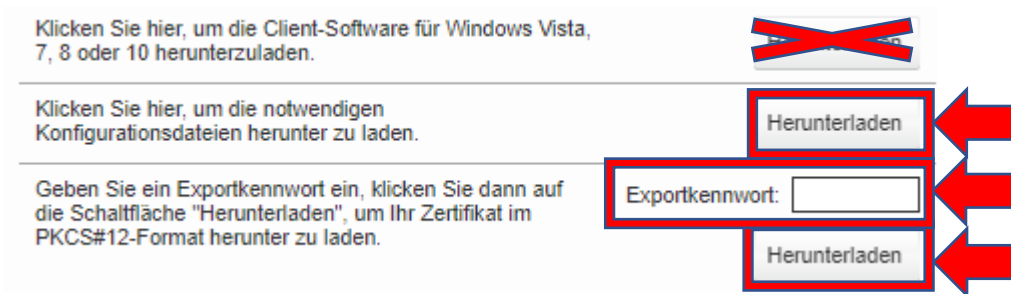 Klicken Sie hier, um die Client-Software für Windows Vista,
7, 8 oder 10 herunterzuladen.
Klicken Sie hier, um die notwendigen
Konfigurationsdateien herunter zu laden.
Herunterladen
Geben Sie ein Exportkennwort ein, klicken Sie dann auf
die Schaltfläche "Herunterladen", um Ihr Zertifikat im
PKCS#12-Format herunter zu laden.
Exportkennwort:
Herunterladen